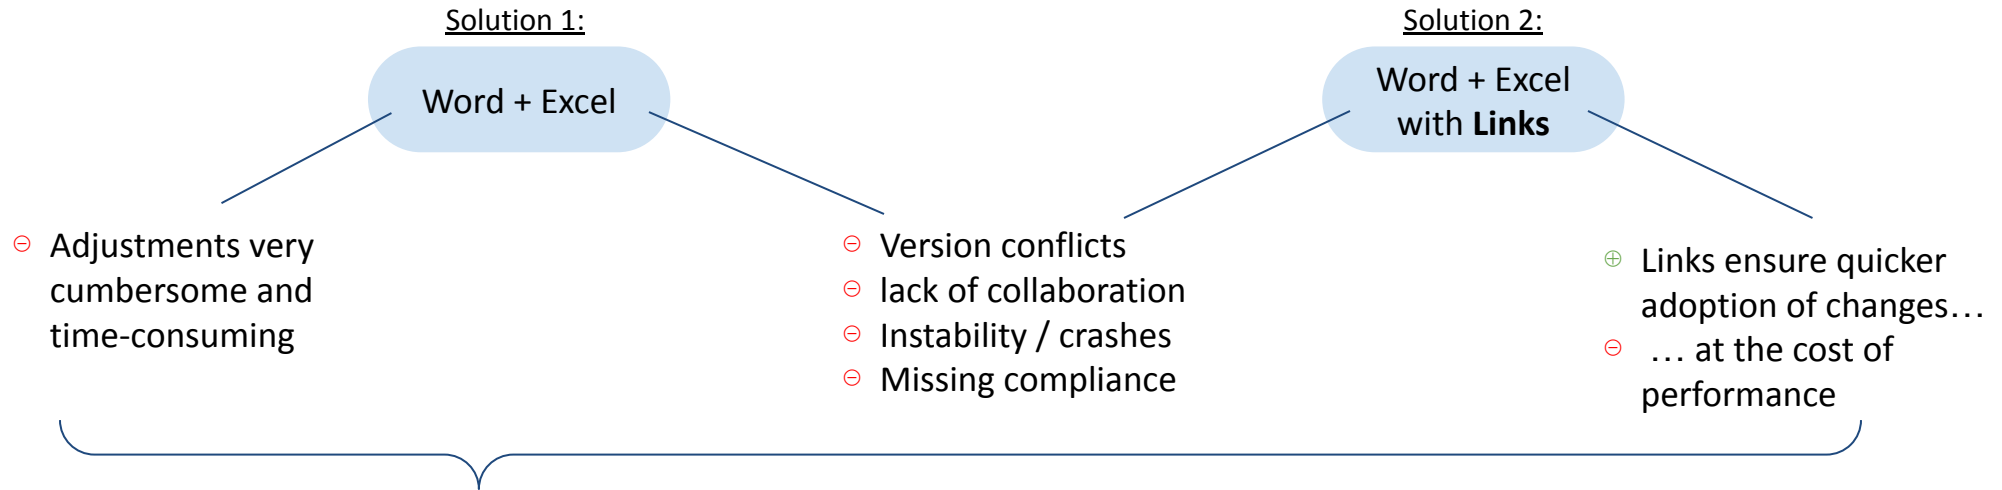 Solution 1:
Word + Excel
Solution 2:
Word + Excel
with Links
⊖ Adjustments very
cumbersome and
time-consuming
⊖ Version conflicts
⊖ lack of collaboration
⊖ Instability / crashes
⊖ Missing compliance
⊕ Links ensure quicker
adoption of changes…
⊖ … at the cost of
performance